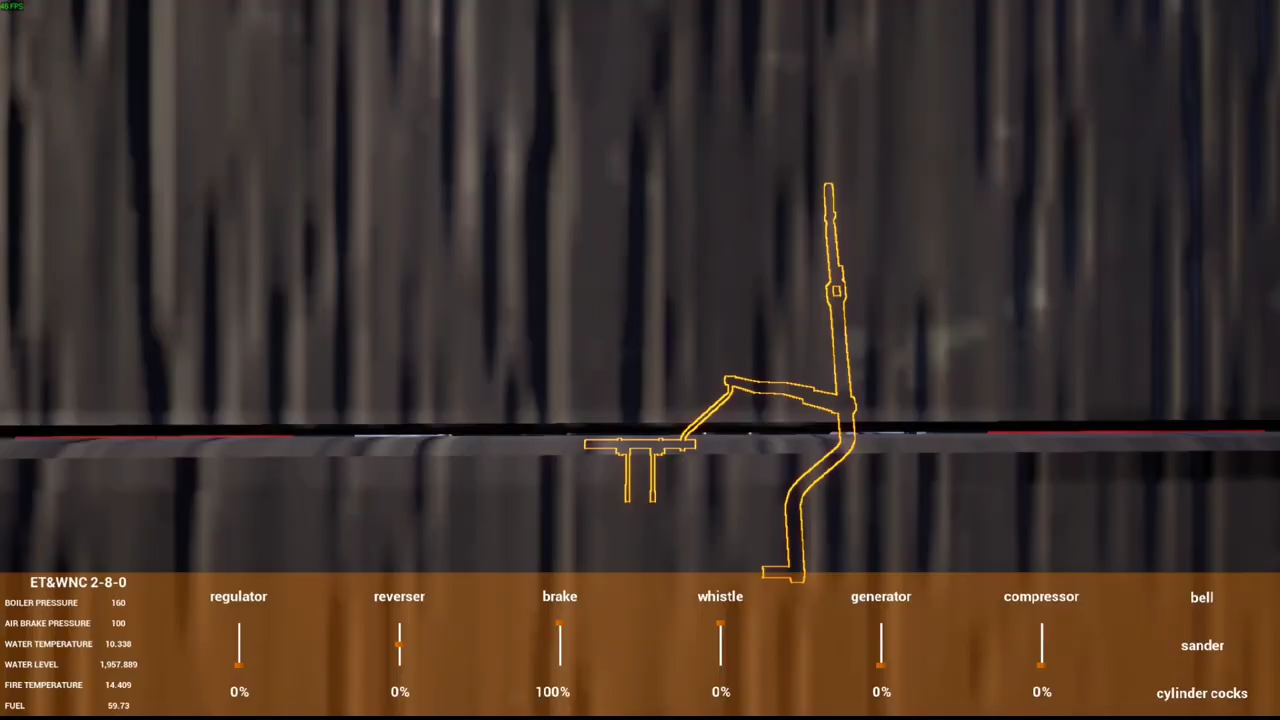 46 FPS
ET&WNC 2-8-0
BOILER PRESSURE 160
AIR BRAKE PRESSURE 100
WATER TEMPERATURE 10.338
WATER LEVEL 1,957.889
FIRE TEMPERATURE 14.409
FUEL 59.73
regulator
0%
reverser
0%
brake
100%
whistle
0%
generator
0%
compressor
0%
bell
sander
cylinder cocks